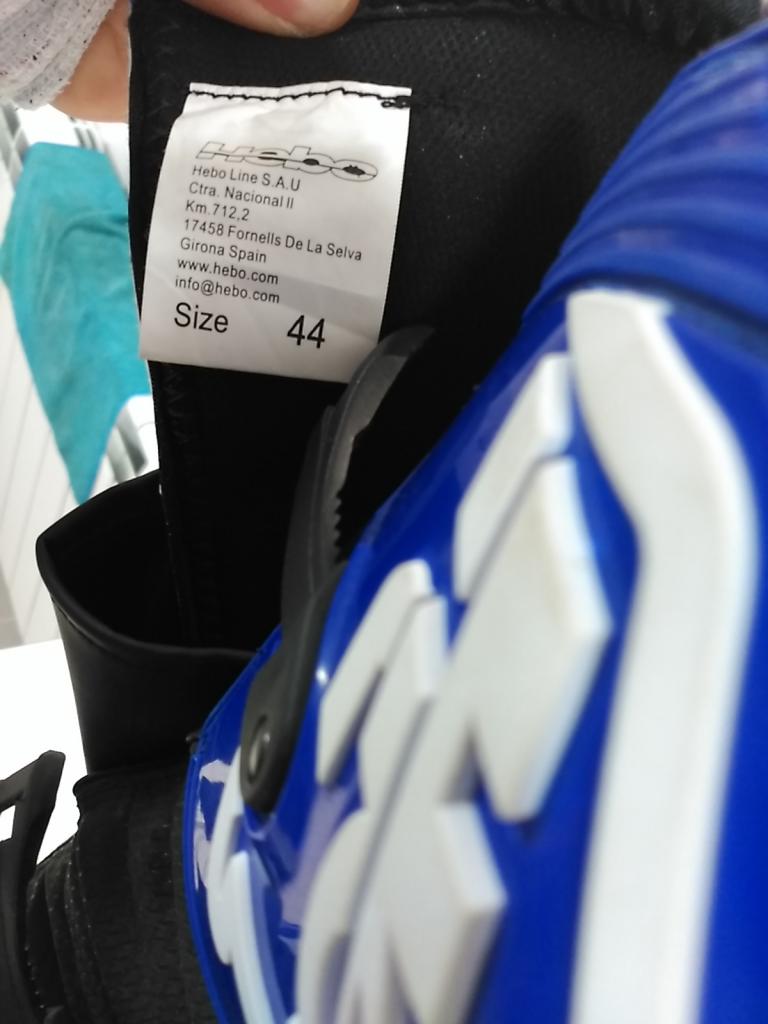 Hebo
Hebo Line S.A.U
Ctra. Nacional II
Km.712,2
17458 Fornells De La Selva
Girona Spain
www.hebo.com
info@hebo.com
Size 44